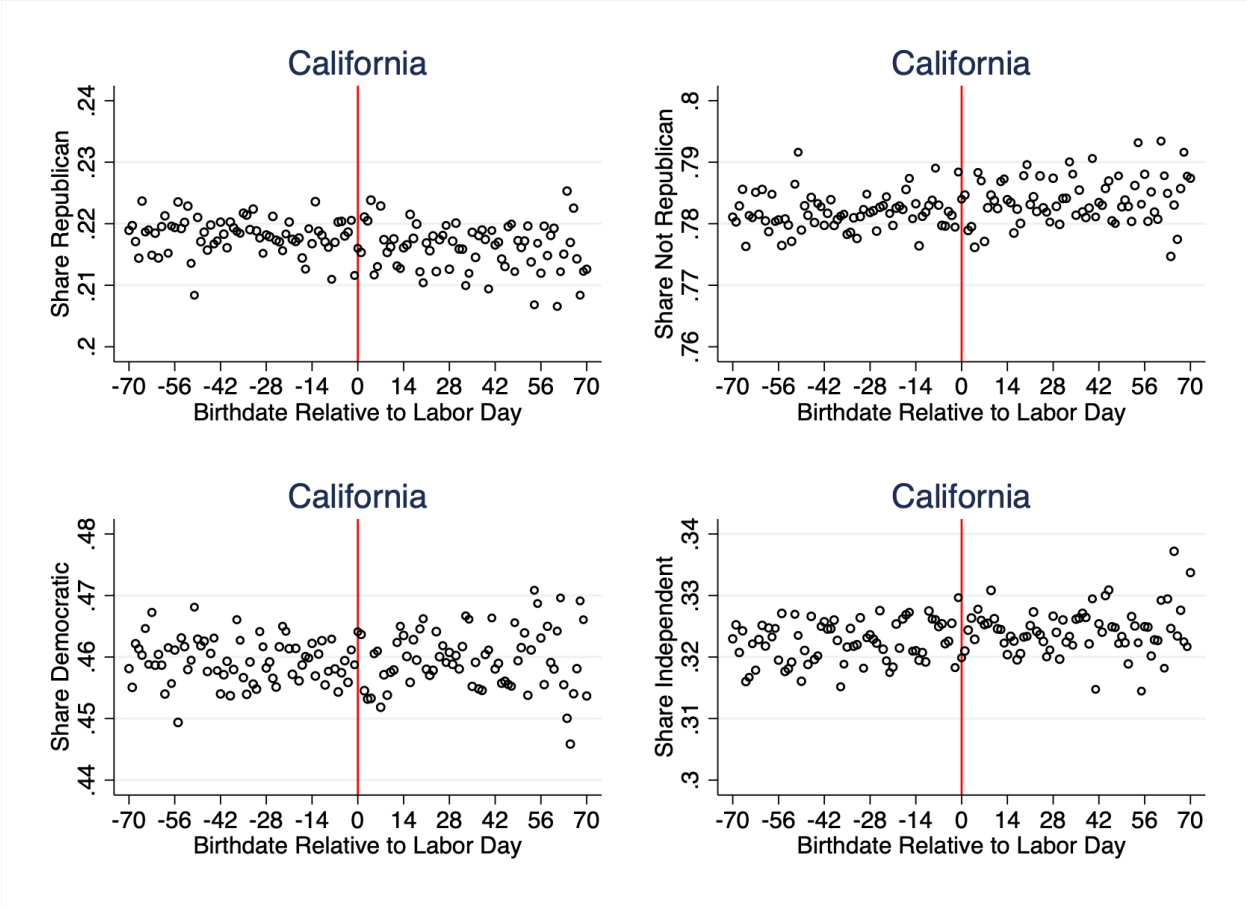 California
Share Republican
.24
.23
.22
.21
.2
-70 -56 -42 -28 -14 0 14 28 42 56 70
Birthdate Relative to Labor Day
California
Share Not Republican
.8
.79
.78
.77
.76
-70 -56 -42 -28 -14 0 14 28 42 56 70
Birthdate Relative to Labor Day
California
Share Democratic
.48
.47
.46
.45
.44
-70 -56 -42 -28 -14 0 14 28 42 56 70
Birthdate Relative to Labor Day
California
Share Independent
.34
.33
.32
.31
.3
-70 -56 -42 -28 -14 0 14 28 42 56 70
Birthdate Relative to Labor Day